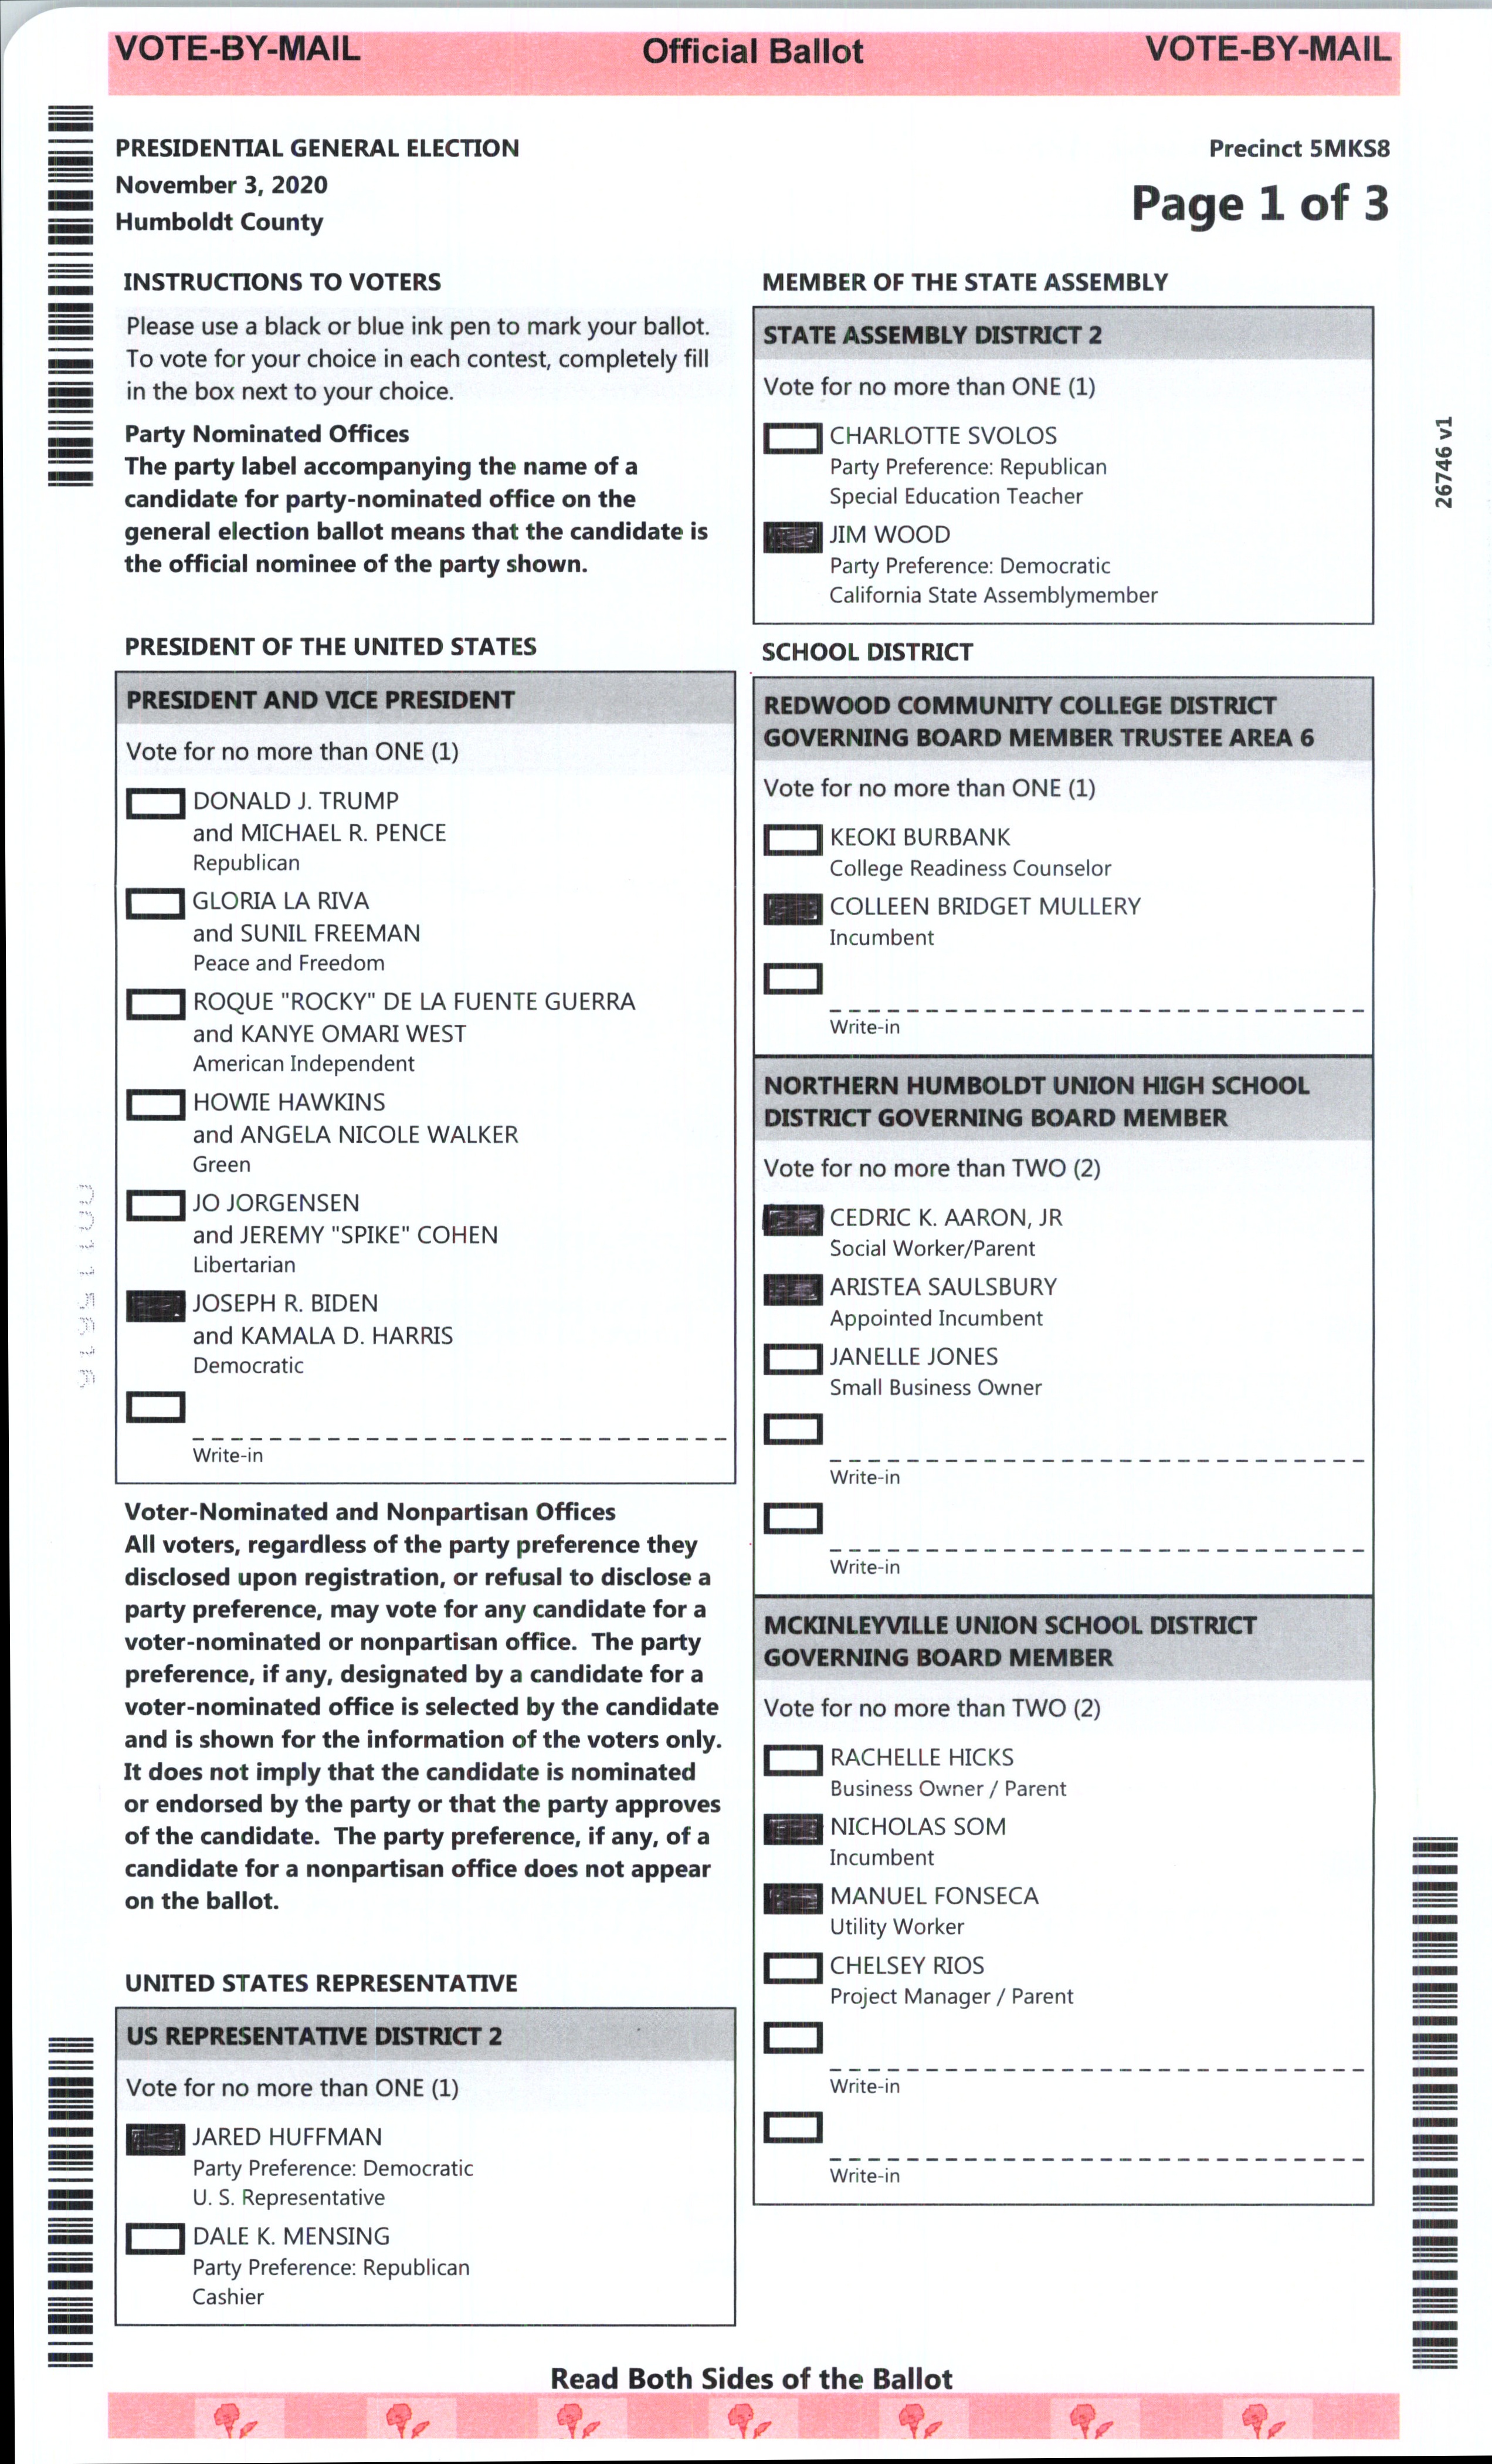 VOTE-BY-MAIL Official Ballot VOTE-BY-MAIL
PRESIDENTIAL GENERAL ELECTION
November 3, 2020
Humboldt County
Precinct 5MKS8
Page 1 of 3
INSTRUCTIONS TO VOTERS
Please use a black or blue ink pen to mark your ballot.
To vote for your choice in each contest, completely fill
in the box next to your choice.
Party Nominated Offices
The party label accompanying the name of a
candidate for party-nominated office on the
general election ballot means that the candidate is
the official nominee of the party shown.
PRESIDENT OF THE UNITED STATES
PRESIDENT AND VICE PRESIDENT
Vote for no more than ONE (1)
DONALD J. TRUMP
and MICHAEL R. PENCE
Republican
GLORIA LA RIVA
and SUNIL FREEMAN
Peace and Freedom
ROQUE "ROCKY" DE LA FUENTE GUERRA
and KANYE OMARI WEST
American Independent
HOWIE HAWKINS
and ANGELA NICOLE WALKER
Green
JO JORGENSEN
and JEREMY "SPIKE" COHEN
Libertarian
JOSEPH R. BIDEN
and KAMALA D. HARRIS
Democratic
Write-in
Voter-Nominated and Nonpartisan Offices
All voters, regardless of the party preference they
disclosed upon registration, or refusal to disclose a
party preference, may vote for any candidate for a
voter-nominated or nonpartisan office. The party
preference, if any, designated by a candidate for a
voter-nominated office is selected by the candidate
and is shown for the information of the voters only.
It does not imply that the candidate is nominated
or endorsed by the party or that the party approves
of the candidate. The party preference, if any, of a
candidate for a nonpartisan office does not appear
on the ballot.
UNITED STATES REPRESENTATIVE
US REPRESENTATIVE DISTRICT 2
Vote for no more than ONE (1)
JARED HUFFMAN
Party Preference: Democratic
U. S. Representative
DALE K. MENSING
Party Preference: Republican
Cashier
MEMBER OF THE STATE ASSEMBLY
STATE ASSEMBLY DISTRICT 2
Vote for no more than ONE (1)
CHARLOTTE SVOLOS
Party Preference: Republican
Special Education Teacher
JIM WOOD
Party Preference: Democratic
California State Assemblymember
SCHOOL DISTRICT
REDWOOD COMMUNITY COLLEGE DISTRICT
GOVERNING BOARD MEMBER TRUSTEE AREA 6
Vote for no more than ONE (1)
KEOKI BURBANK
College Readiness Counselor
COLLEEN BRIDGET MULLERY
Incumbent
Write-in
NORTHERN HUMBOLDT UNION HIGH SCHOOL
DISTRICT GOVERNING BOARD MEMBER
Vote for no more than TWO (2)
CEDRIC K. AARON, JR
Social Worker/Parent
ARISTEA SAULSBURY
Appointed Incumbent
JANELLE JONES
Small Business Owner
Write-in
Write-in
MCKINLEYVILLE UNION SCHOOL DISTRICT
GOVERNING BOARD MEMBER
Vote for no more than TWO (2)
RACHELLE HICKS
Business Owner / Parent
NICHOLAS SOM
Incumbent
MANUEL FONSECA
Utility Worker
CHELSEY RIOS
Project Manager / Parent
Write-in
Write-in
26746 v1
Read Both Sides of the Ballot